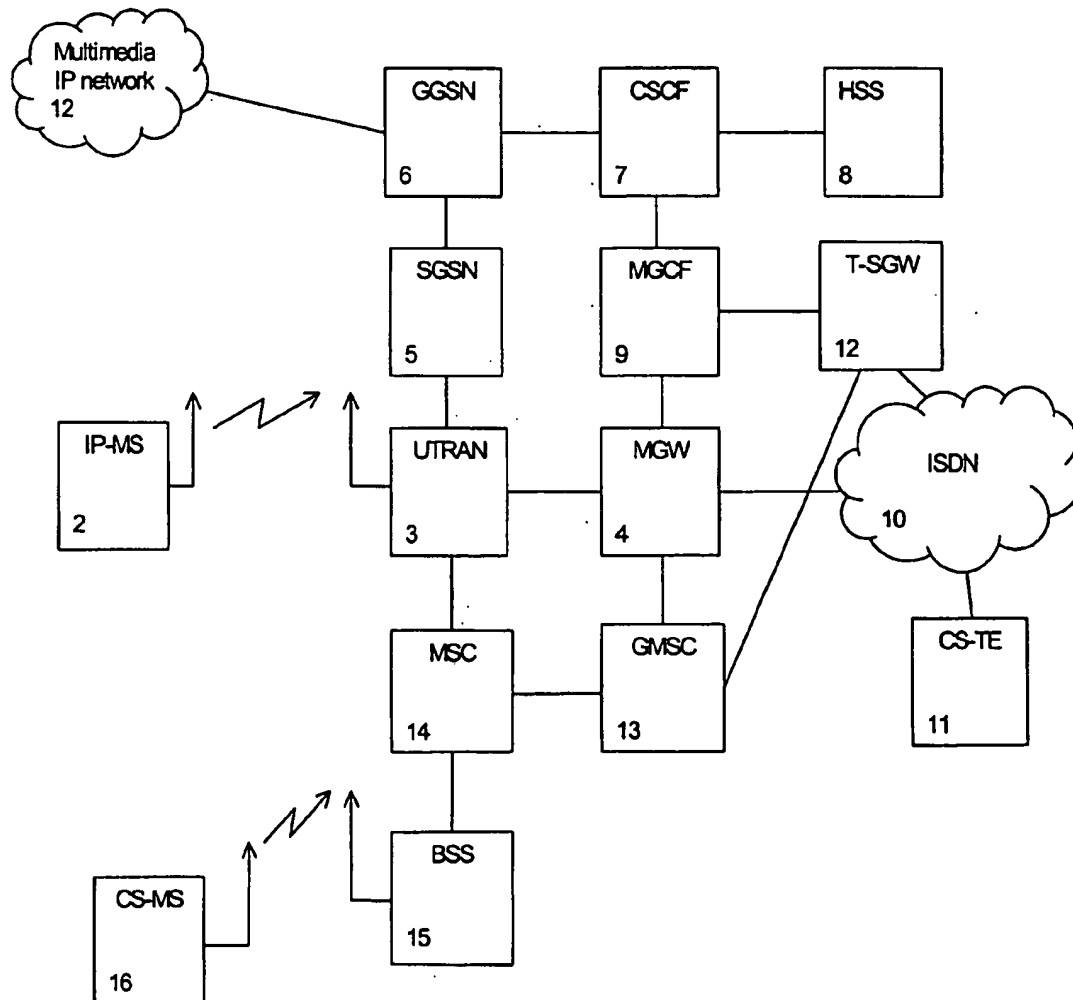 Multimedia
IP network
12
GGSN
6
CSCF
7
HSS
8
SGSN
5
MGCF
9
T-SGW
12
IP-MS
2
UTRAN
3
MGW
4
ISDN
10
MSC
14
GMSC
13
CS-TE
11
CS-MS
16
BSS
15